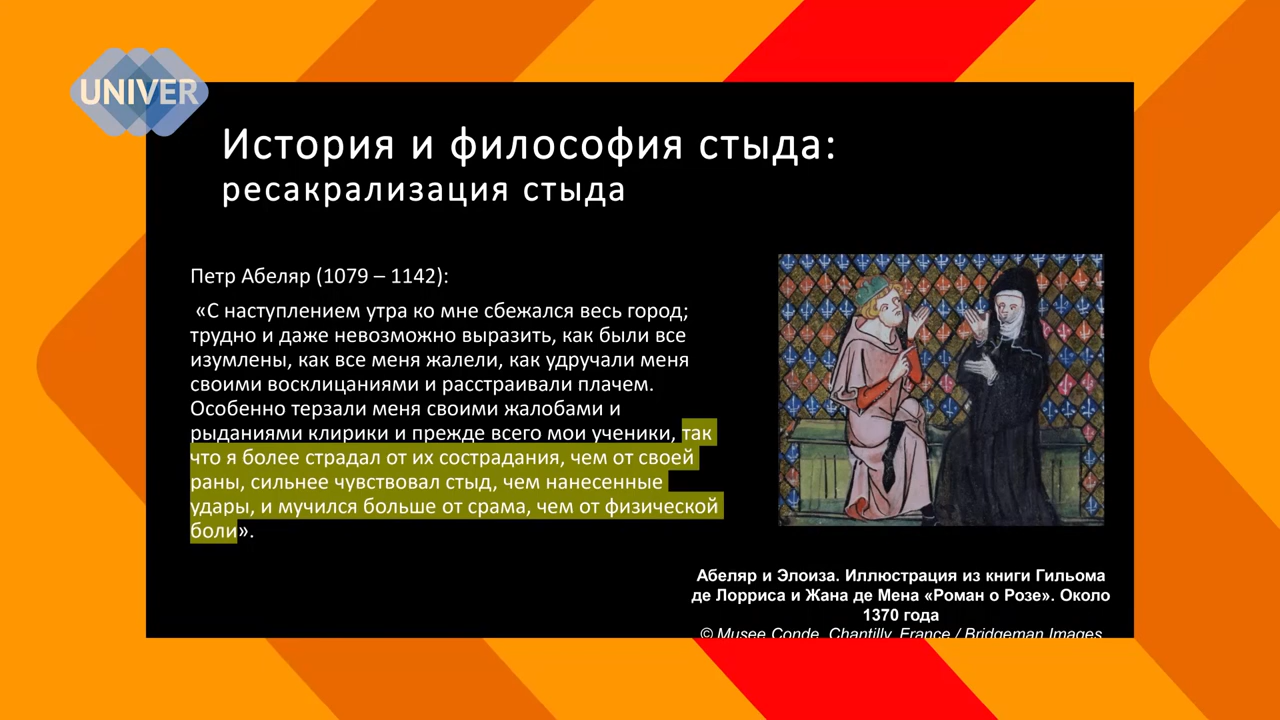 UNIVER
История и философия стыда:
ресакрализация стыда
Петр Абеляр (1079 – 1142):
«С наступлением утра ко мне сбежался весь город;
трудно и даже невозможно выразить, как были все
изумлены, как все меня жалели, как удручали меня
своими восклицаниями и расстраивали плачем.
Особенно терзали меня своими жалобами и
рыданиями клирики и прежде всего мои ученики, так
что я более страдал от их сострадания, чем от своей
раны, сильнее чувствовал стыд, чем нанесенные
удары, и мучился больше от срама, чем от физической
боли».
Абеляр и Элоиза. Иллюстрация из книги Гильома
де Лорриса и Жана де Мена «Роман о Розе». Около
1370 года
© Musee Conde, Chantilly, France / Bridgeman Images